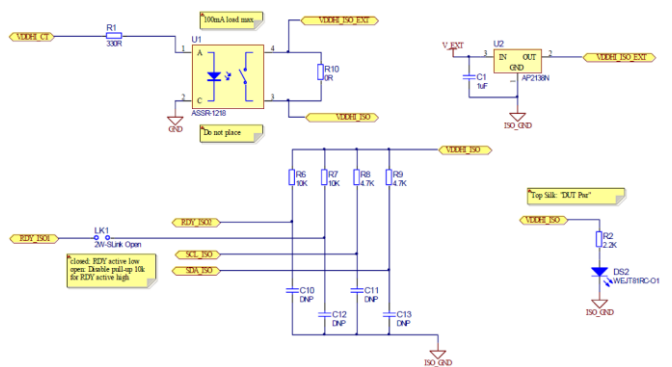 100mA load max
VDDHI_ISO_EXT
VDDHI_CT
R1
330R
U1
1
A
4
2
C
3
ASSR-1218
GND
Do not place
R10
0R
VDDHI_ISO
V_EXT
U2
3
IN
OUT
2
GND
AP2138N
1
VDDHI_ISO_EXT
C1
1uF
ISO_GND
VDDHI_ISO
R6
10K
R7
10K
R8
4.7K
R9
4.7K
RDY_ISO2
RDY_ISO1
LK1
2W-SLink Open
closed: RDY active low
open: Disable pull-up 10k
for RDY active high
SCL_ISO
SDA_ISO
C10
DNP
C11
DNP
C12
DNP
C13
DNP
ISO_GND
Top Silk: "DUT Pwr"
VDDHI_ISO
R2
2.2K
DS2
WEJT81RC-O1
ISO_GND